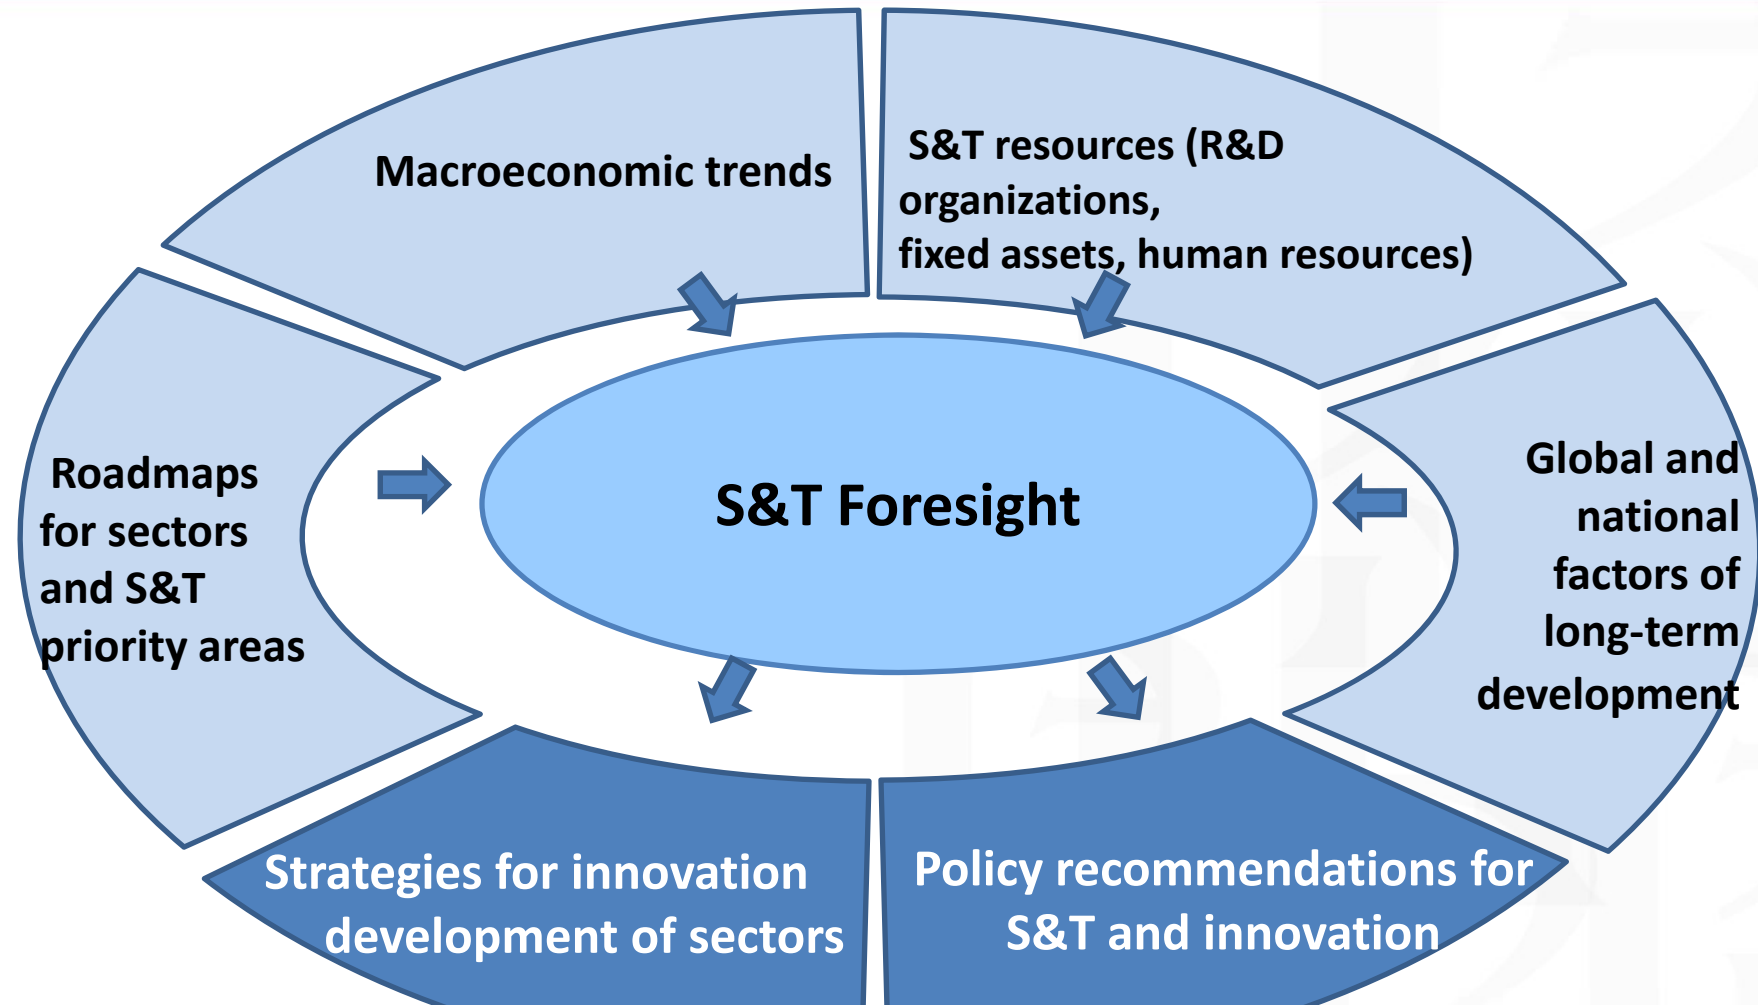 Macroeconomic trends
S&T resources (R&D
organizations,
fixed assets, human resources)
Roadmaps
for sectors
and S&T
priority areas
S&T Foresight
Global and
national
factors of
long-term
development
Strategies for innovation
development of sectors
Policy recommendations for
S&T and innovation